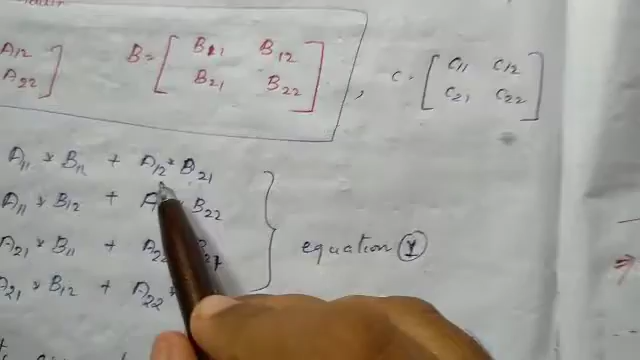 A12 B = [ B11 B12
A22 ] B21 B22 ] , C = [ C11 C12
C21 C22 ]
A11 * B11 + A12 * B21
A11 * B12 + A * B22
A21 * B11 + A22 B21
A21 * B12 + A22 *
equation 1